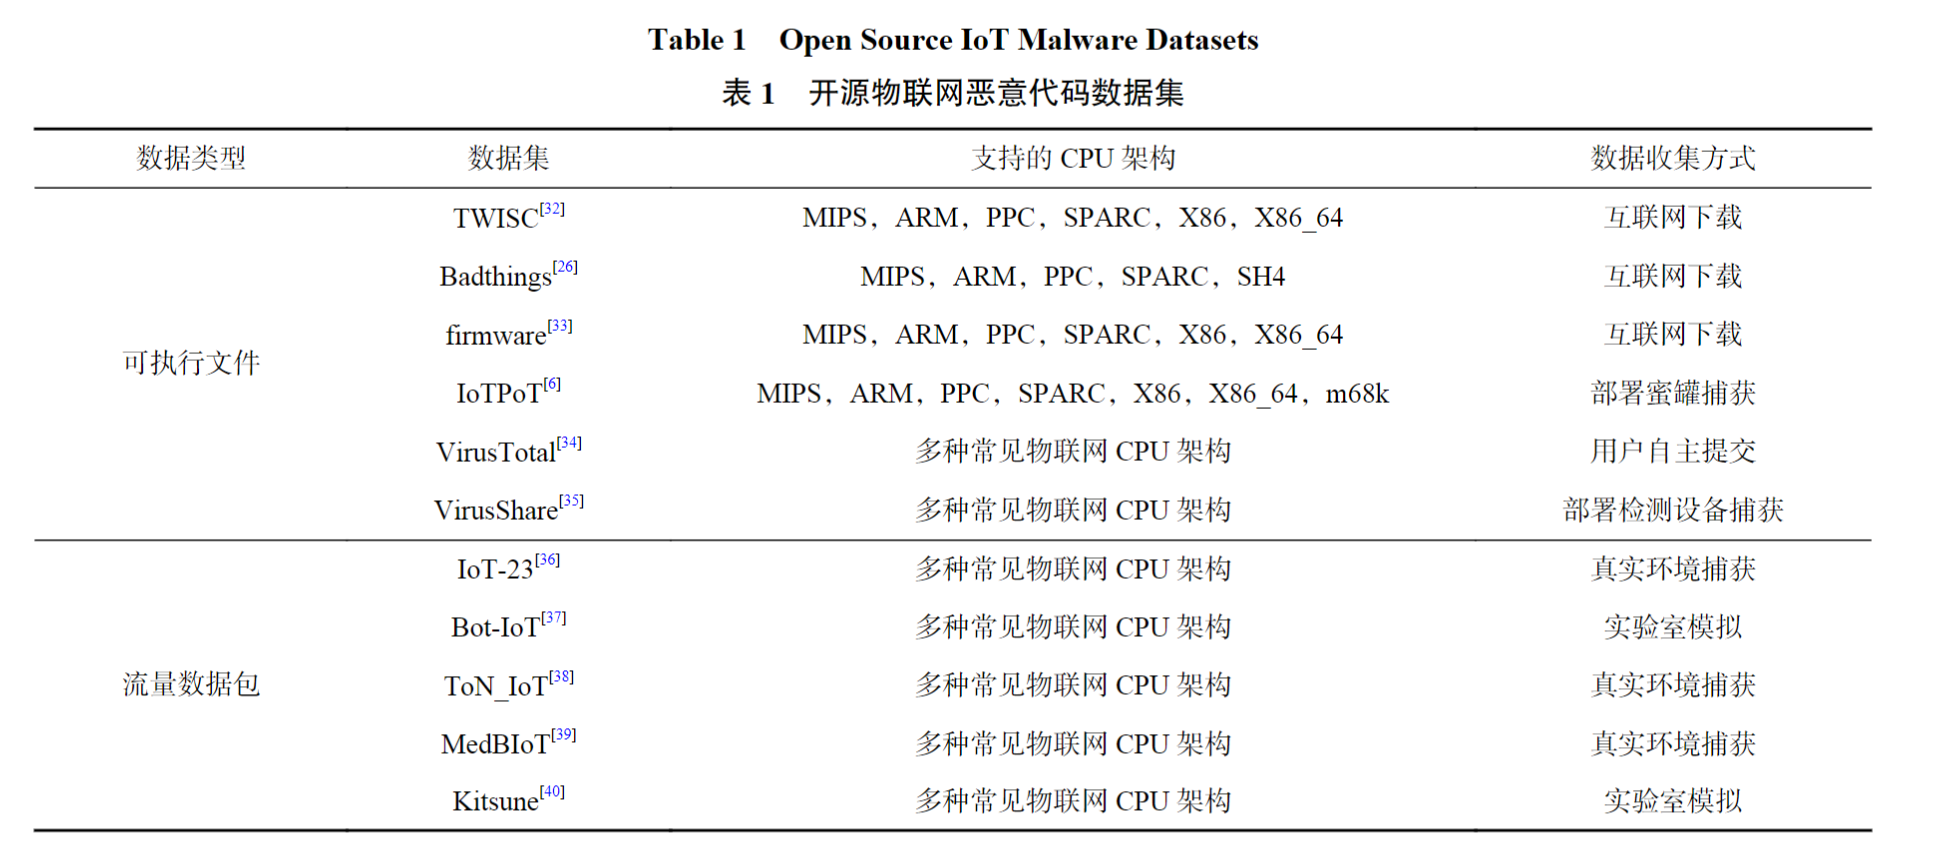 Table 1 Open Source IoT Malware Datasets
表 1 开源物联网恶意代码数据集
数据类型 数据集 支持的 CPU 架构 数据收集方式
TWISC[32] MIPS，ARM，PPC，SPARC，X86，X86_64 互联网下载
Badthings[26] MIPS，ARM，PPC，SPARC，SH4 互联网下载
firmware[33] MIPS，ARM，PPC，SPARC，X86，X86_64 互联网下载
可执行文件
IoTPoT[6] MIPS，ARM，PPC，SPARC，X86，X86_64，m68k 部署蜜罐捕获
VirusTotal[34] 多种常见物联网 CPU 架构 用户自主提交
VirusShare[35] 多种常见物联网 CPU 架构 部署检测设备捕获
IoT-23[36] 多种常见物联网 CPU 架构 真实环境捕获
Bot-IoT[37] 多种常见物联网 CPU 架构 实验室模拟
流量数据包 ToN_IoT[38] 多种常见物联网 CPU 架构 真实环境捕获
MedBIoT[39] 多种常见物联网 CPU 架构 真实环境捕获
Kitsune[40] 多种常见物联网 CPU 架构 实验室模拟